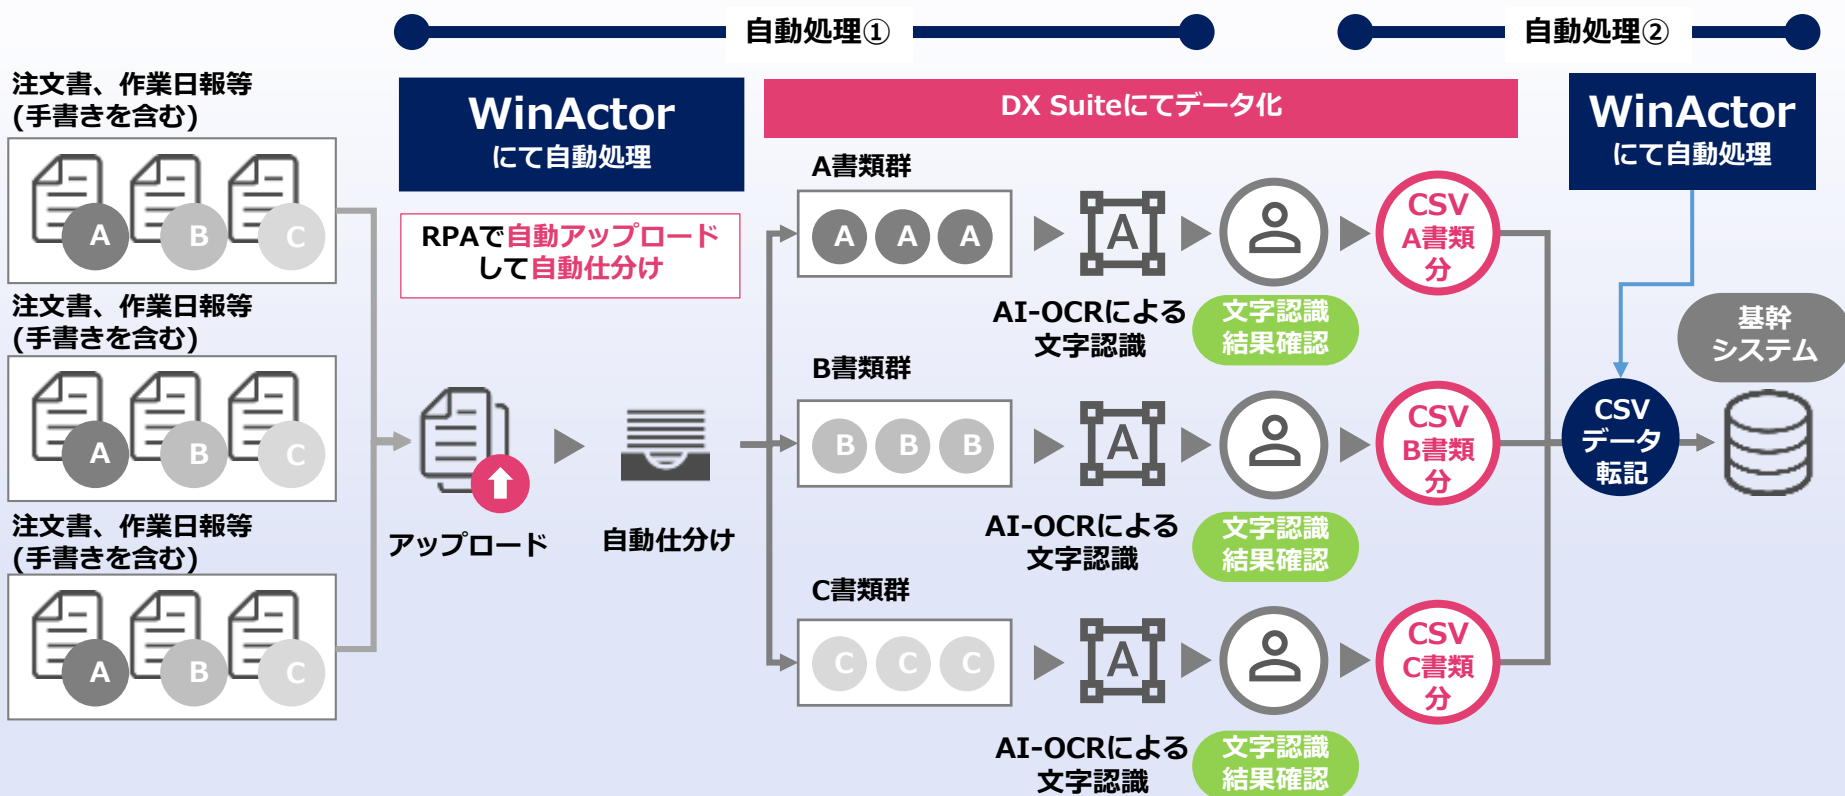 自動処理①
自動処理②
注文書、作業日報等
(手書きを含む)
A
B
C
注文書、作業日報等
(手書きを含む)
A
B
C
注文書、作業日報等
(手書きを含む)
A
B
C
WinActor
にて自動処理
RPAで自動アップロード
して自動仕分け
アップロード
自動仕分け
DX Suiteにてデータ化
A書類群
A
A
A
A
AI-OCRによる
文字認識
文字認識
結果確認
CSV
A書類
分
B書類群
B
B
B
A
AI-OCRによる
文字認識
文字認識
結果確認
CSV
B書類
分
C書類群
C
C
C
A
AI-OCRによる
文字認識
文字認識
結果確認
CSV
C書類
分
WinActor
にて自動処理
CSV
データ
転記
基幹
システム